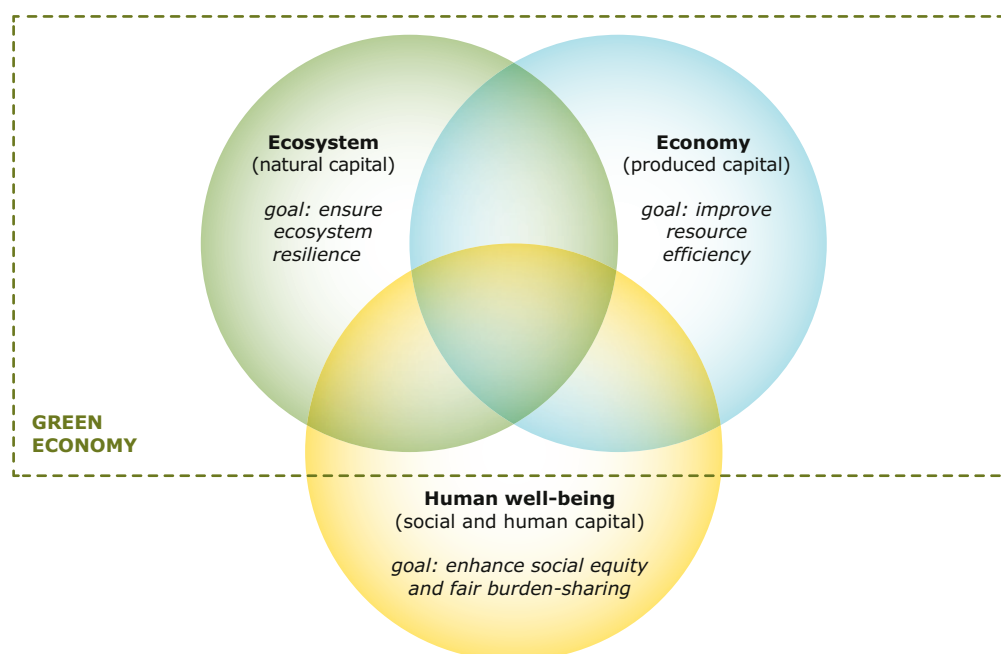 Ecosystem
(natural capital)
goal: ensure
ecosystem
resilience
Economy
(produced capital)
goal: improve
resource
efficiency
GREEN
ECONOMY
Human well-being
(social and human capital)
goal: enhance social equity
and fair burden-sharing